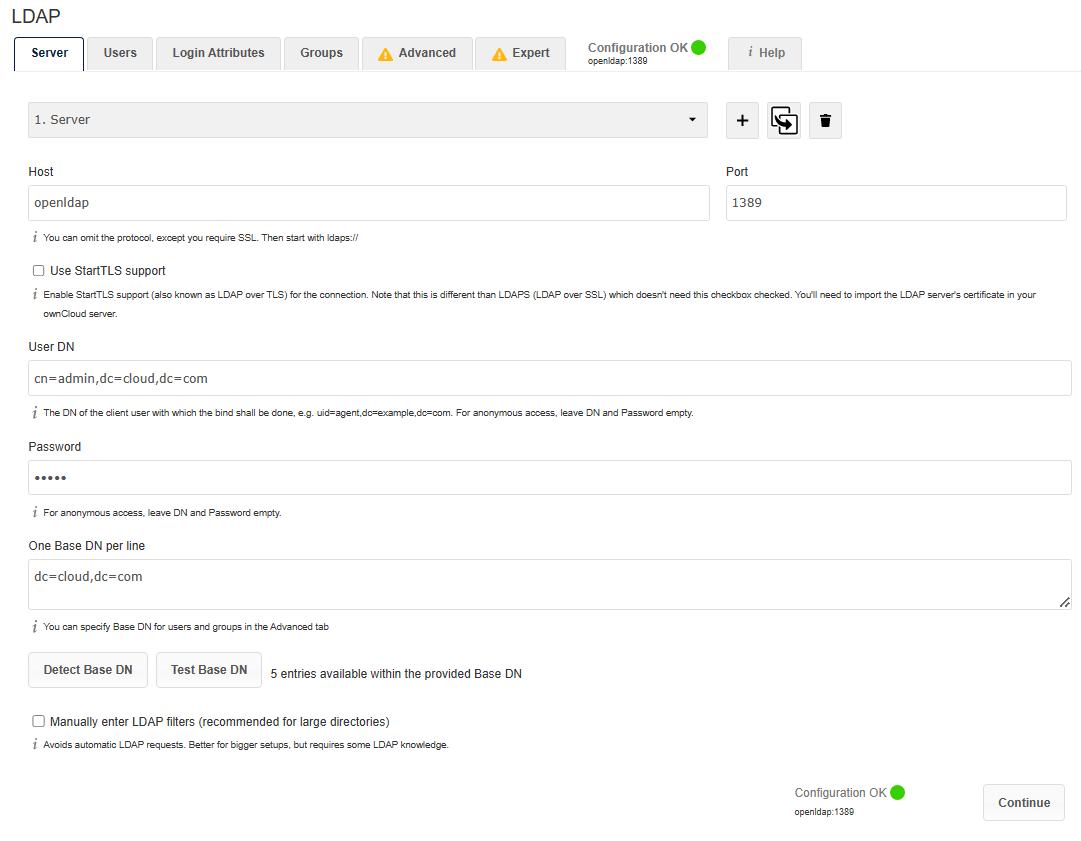 LDAP
Server
Users
Login Attributes
Groups
Advanced
Expert
Configuration OK
openldap:1389
i Help
1. Server
Host
Port
openldap
1389
i You can omit the protocol, except you require SSL. Then start with ldaps://
Use StartTLS support
i Enable StartTLS support (also known as LDAP over TLS) for the connection. Note that this is different than LDAPS (LDAP over SSL) which doesn't need this checkbox checked. You'll need to import the LDAP server's certificate in your
ownCloud server.
User DN
cn=admin,dc=cloud,dc=com
i The DN of the client user with which the bind shall be done, e.g. uid=agent,dc=example,dc=com. For anonymous access, leave DN and Password empty.
Password
•••••
i For anonymous access, leave DN and Password empty.
One Base DN per line
dc=cloud,dc=com
i You can specify Base DN for users and groups in the Advanced tab
Detect Base DN
Test Base DN
5 entries available within the provided Base DN
Manually enter LDAP filters (recommended for large directories)
i Avoids automatic LDAP requests. Better for bigger setups, but requires some LDAP knowledge.
Configuration OK
openldap:1389
Continue